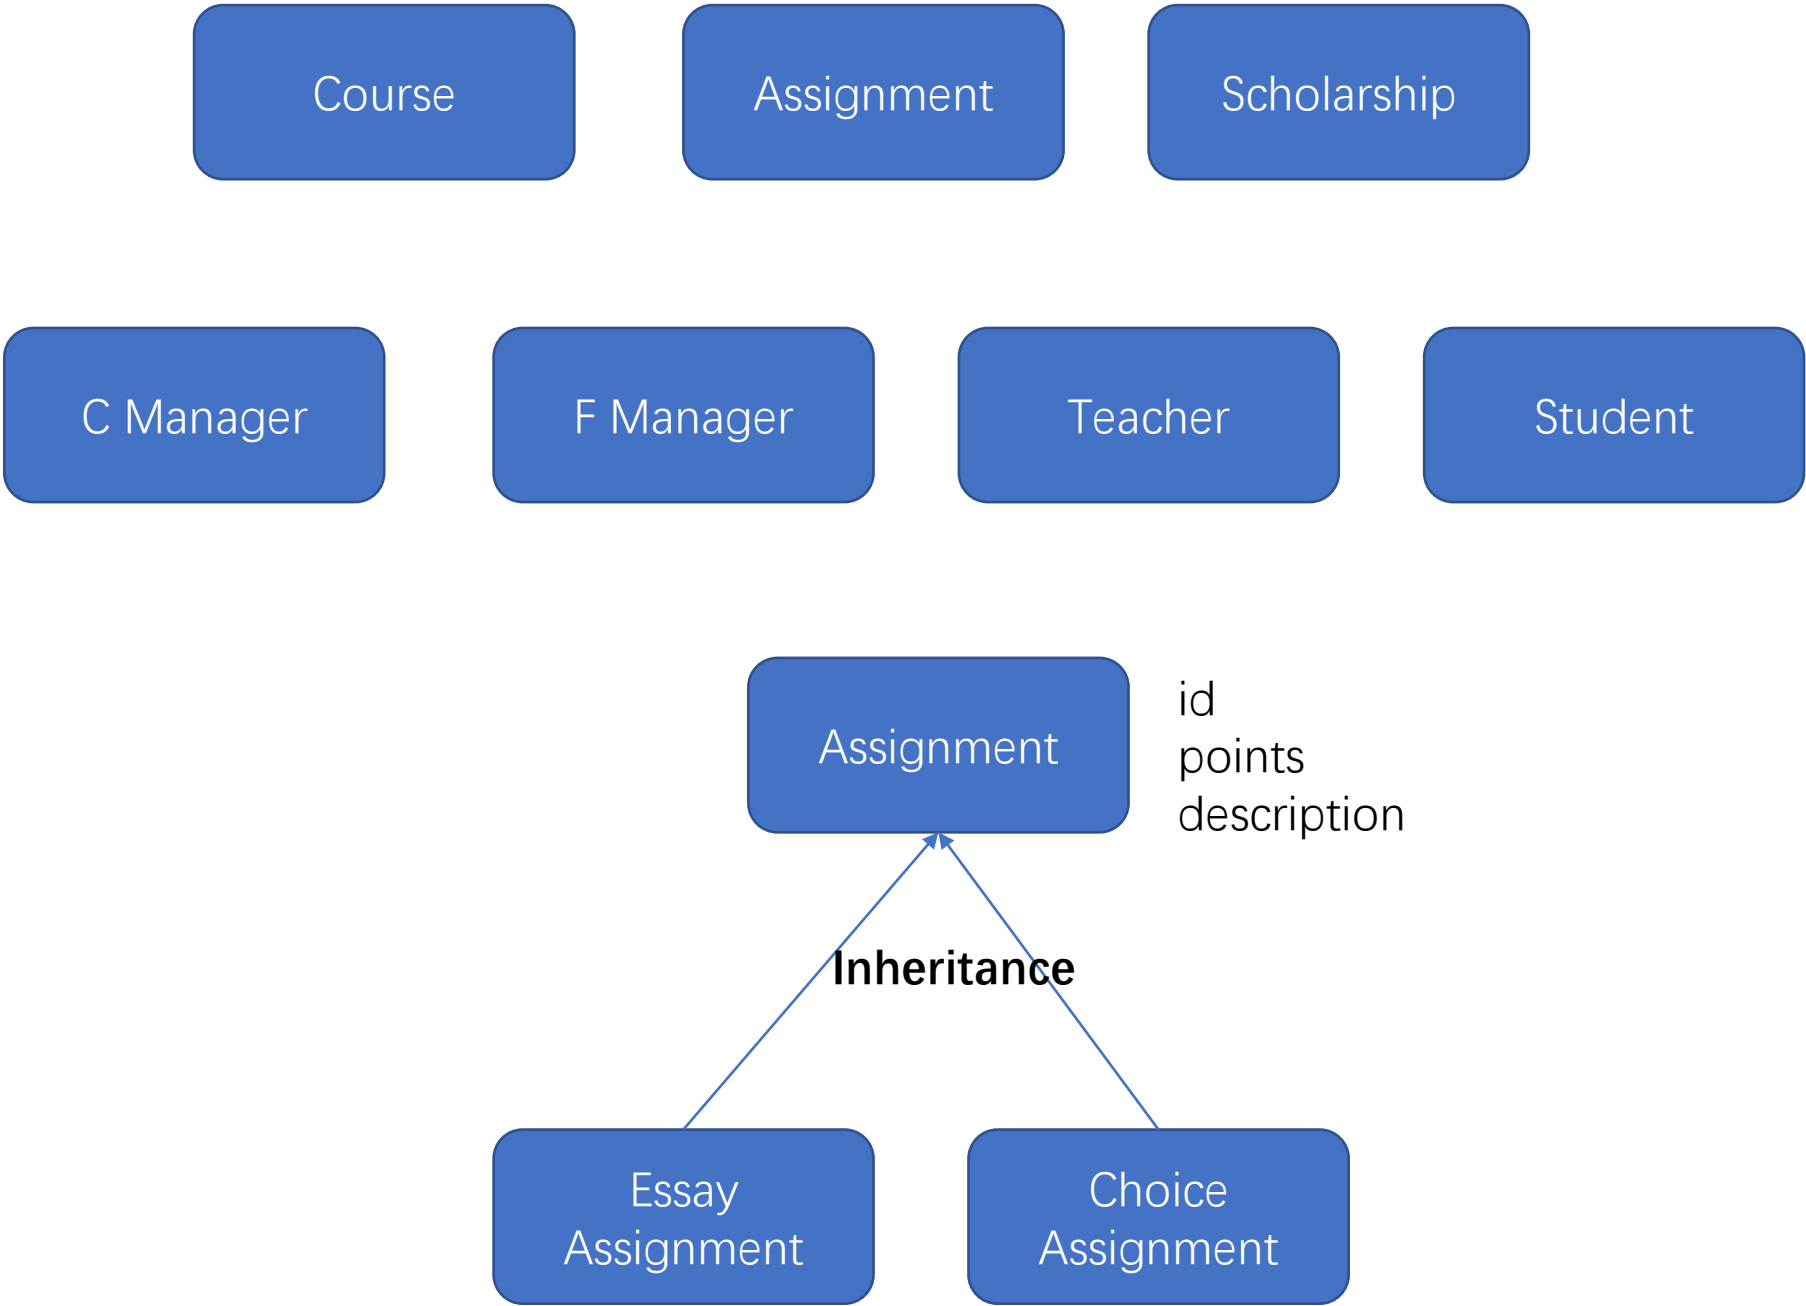 Course
Assignment
Scholarship
C Manager
F Manager
Teacher
Student
Assignment
id
points
description
Inheritance
Essay
Assignment
Choice
Assignment